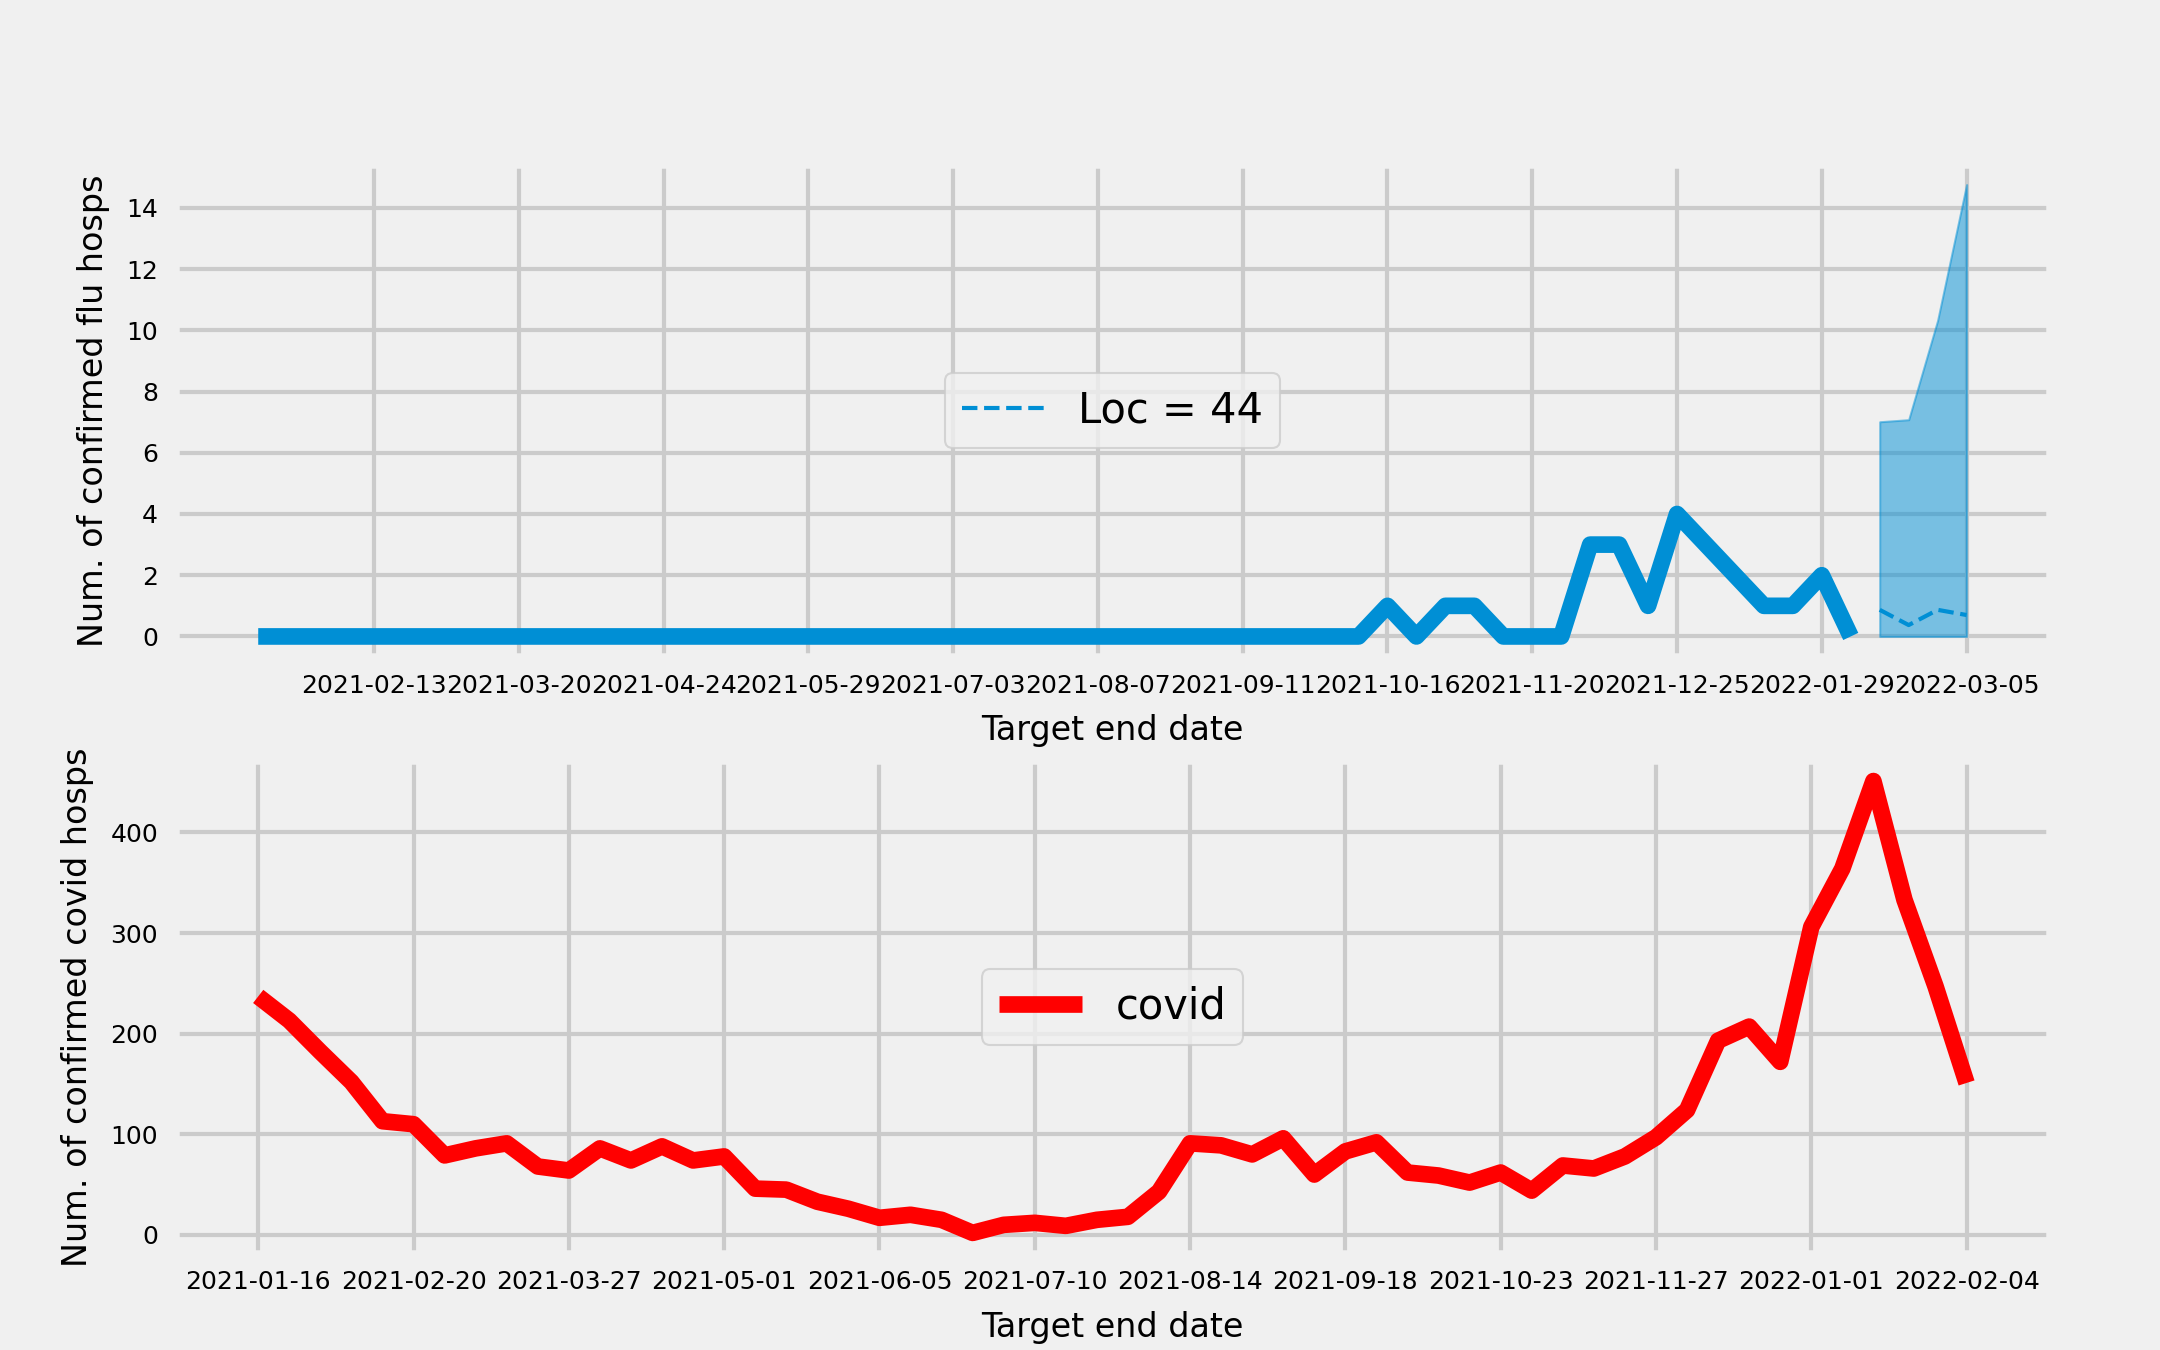 Num. of confirmed flu hosps
14
12
10
8
6
4
2
0
Loc = 44
2021-02-13 2021-03-20 2021-04-24 2021-05-29 2021-07-03 2021-08-07 2021-09-11 2021-10-16 2021-11-20 2021-12-25 2022-01-29 2022-03-05
Target end date
Num. of confirmed covid hosps
400
300
200
100
0
covid
2021-01-16 2021-02-20 2021-03-27 2021-05-01 2021-06-05 2021-07-10 2021-08-14 2021-09-18 2021-10-23 2021-11-27 2022-01-01 2022-02-04
Target end date